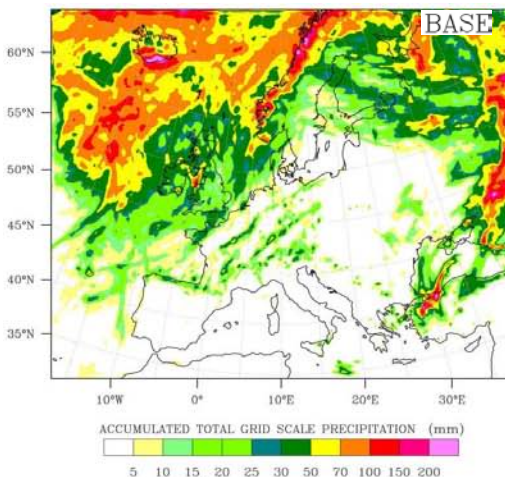 BASE
60°N
55°N
50°N
45°N
40°N
35°N
10°W
0°
10°E
20°E
30°E
ACCUMULATED TOTAL GRID SCALE PRECIPITATION (mm)
5 10 15 20 25 30 50 70 100 150 200